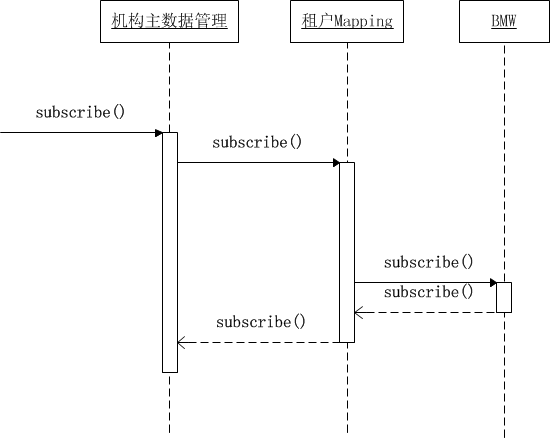 机构主数据管理
租户Mapping
BMW
subscribe()
subscribe()
subscribe()
subscribe()
subscribe()